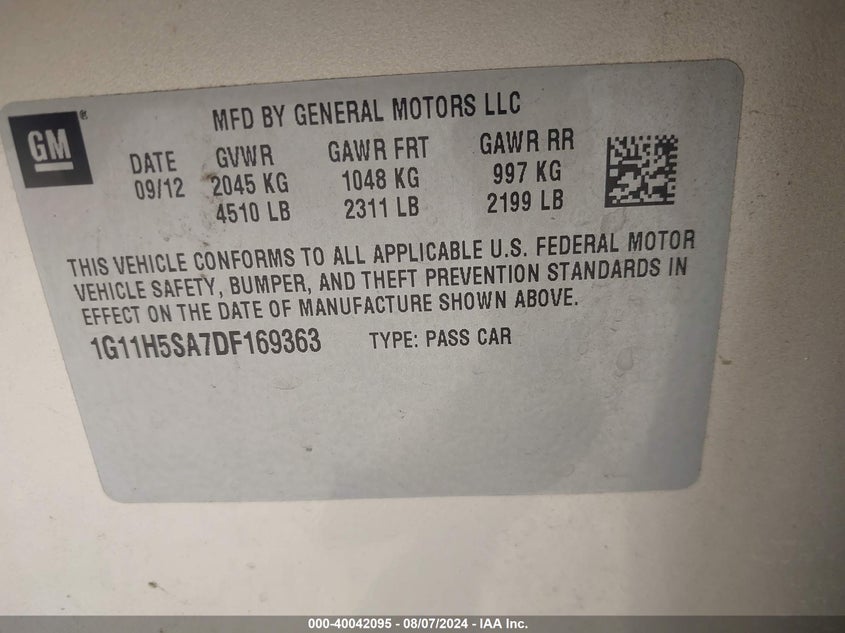 GM®
MFD BY GENERAL MOTORS LLC
DATE GVWR GAWR FRT GAWR RR
09/12 2045 KG 1048 KG 997 KG
4510 LB 2311 LB 2199 LB
THIS VEHICLE CONFORMS TO ALL APPLICABLE U.S. FEDERAL MOTOR
VEHICLE SAFETY, BUMPER, AND THEFT PREVENTION STANDARDS IN
EFFECT ON THE DATE OF MANUFACTURE SHOWN ABOVE.
1G11H5SA7DF169363 TYPE: PASS CAR
000-40042095 - 08/07/2024 - IAA Inc.